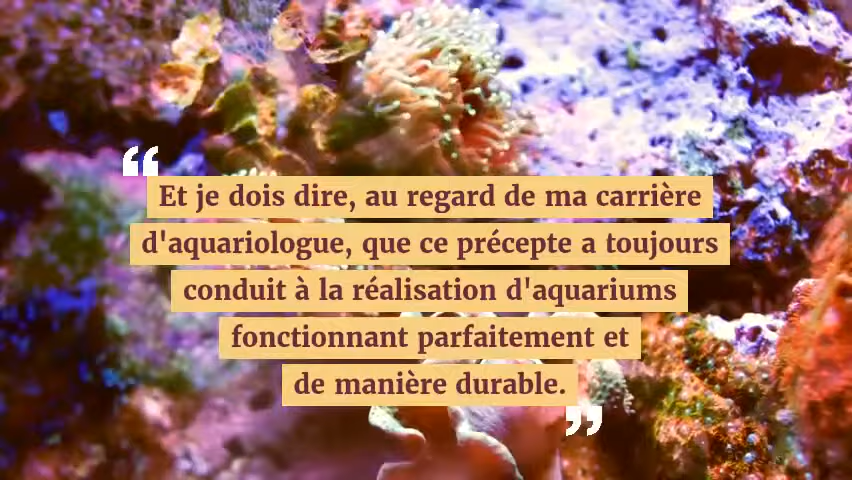 “
Et je dois dire, au regard de ma carrière
d'aquariologue, que ce précepte a toujours
conduit à la réalisation d'aquariums
fonctionnant parfaitement et
de manière durable.
”